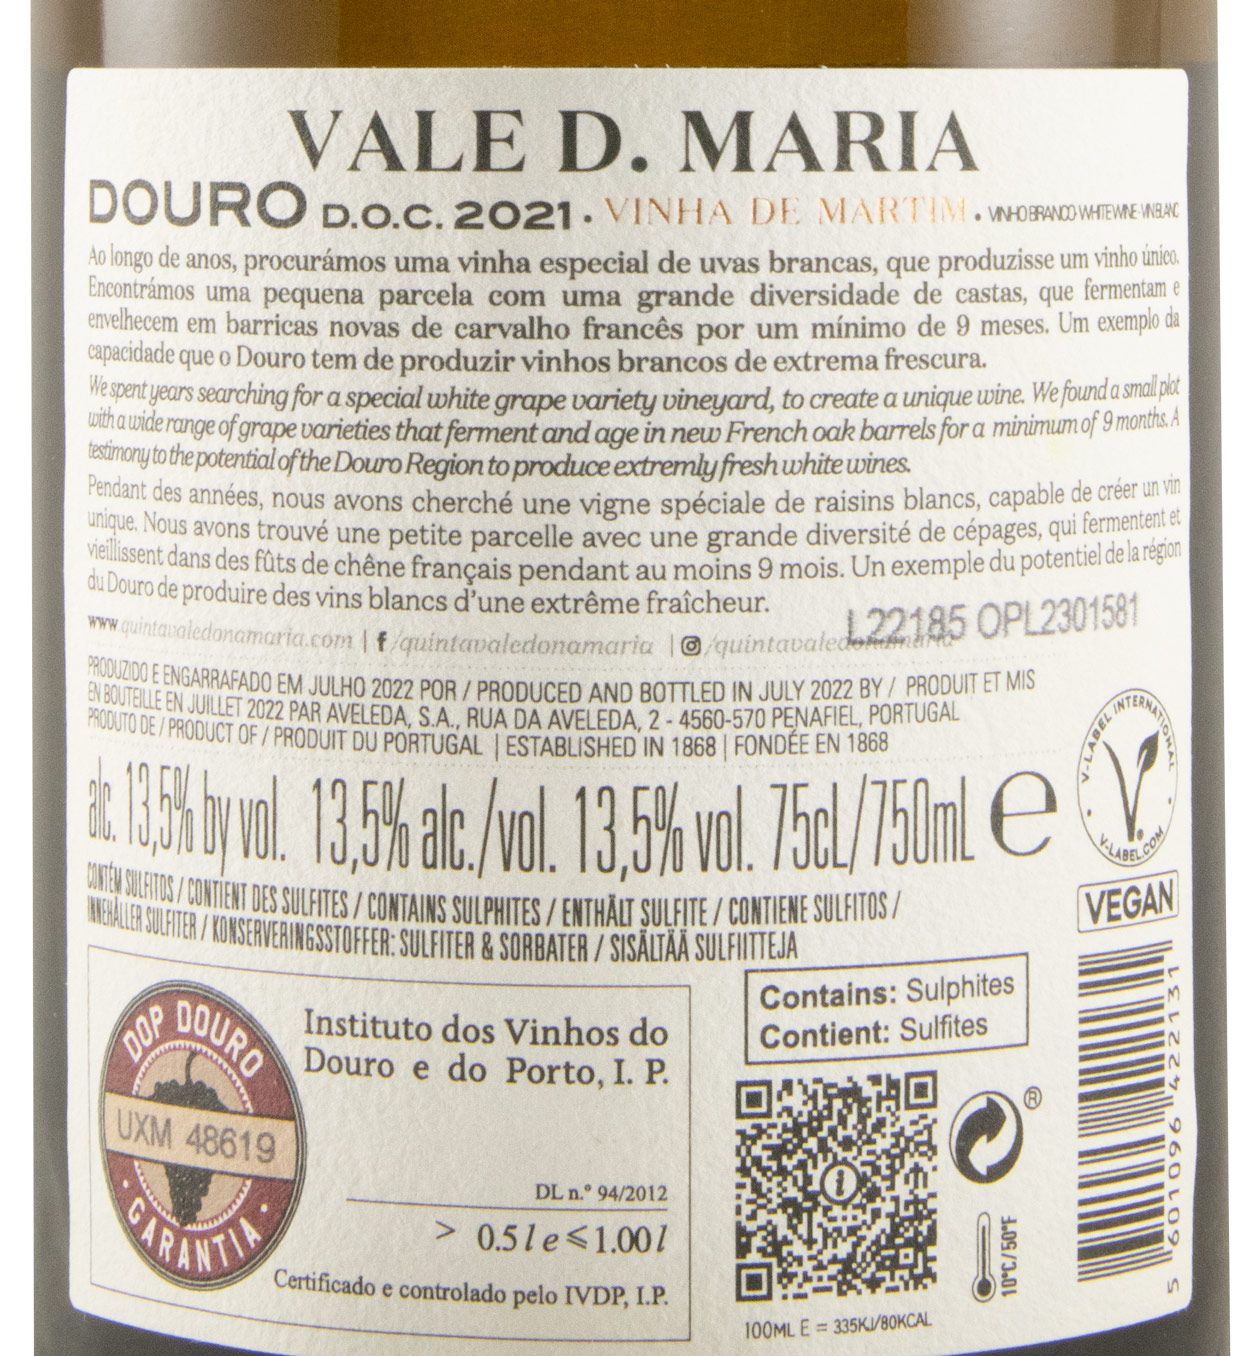 VALE D. MARIA
DOURO D.O.C. 2021 • VINHA DE MARTIM • VINHO BRANCO·WHITE WINE·VIN BLANC
Ao longo de anos, procurámos uma vinha especial de uvas brancas, que produzisse um vinho único.
Encontrámos uma pequena parcela com uma grande diversidade de castas, que fermentam e
envelhecem em barricas novas de carvalho francês por um mínimo de 9 meses. Um exemplo da
capacidade que o Douro tem de produzir vinhos brancos de extrema frescura.
We spent years searching for a special white grape variety vineyard, to create a unique wine. We found a small plot
with a wide range of grape varieties that ferment and age in new French oak barrels for a minimum of 9 months. A
testimony to the potential of the Douro Region to produce extremly fresh white wines.
Pendant des années, nous avons cherché une vigne spéciale de raisins blancs, capable de créer un vin
unique. Nous avons trouvé une petite parcelle avec une grande diversité de cépages, qui fermentent et
vieillissent dans des fûts de chêne français pendant au moins 9 mois. Un exemple du potentiel de la région
du Douro de produire des vins blancs d'une extrême fraîcheur.
L22185 OPL2301581
www.quintavaledonamaria.com | f /quintavaledonamaria | /quintavaledonamaria
PRODUZIDO E ENGARRAFADO EM JULHO 2022 POR / PRODUCED AND BOTTLED IN JULY 2022 BY / PRODUIT ET MIS
EN BOUTEILLE EN JUILLET 2022 PAR AVELEDA, S.A., RUA DA AVELEDA, 2 - 4560-570 PENAFIEL, PORTUGAL
PRODUTO DE / PRODUCT OF / PRODUIT DU PORTUGAL | ESTABLISHED IN 1868 | FONDÉE EN 1868
V-LABEL INTERNATIONAL
V-LABEL.COM
VEGAN
alc. 13,5% by vol. 13,5% alc./vol. 13,5% vol. 75cL/750mL e
CONTÉM SULFITOS / CONTIENT DES SULFITES / CONTAINS SULPHITES / ENTHÄLT SULFITE / CONTIENE SULFITOS /
INNEHÅLLER SULFITER / KONSERVERINGSSTOFFER: SULFITER & SORBATER / SISÄLTÄÄ SULFIITTEJA
DOP DOURO
UXM 48619
GARANTIA
Instituto dos Vinhos do
Douro e do Porto, I. P.
DL n.º 94/2012
> 0.5 l e ⩽ 1.00 l
Certificado e controlado pelo IVDP, I.P.
Contains: Sulphites
Contient: Sulfites
i
®
10°C/50°F
100ML E = 335KJ/80KCAL
5 601096 422131